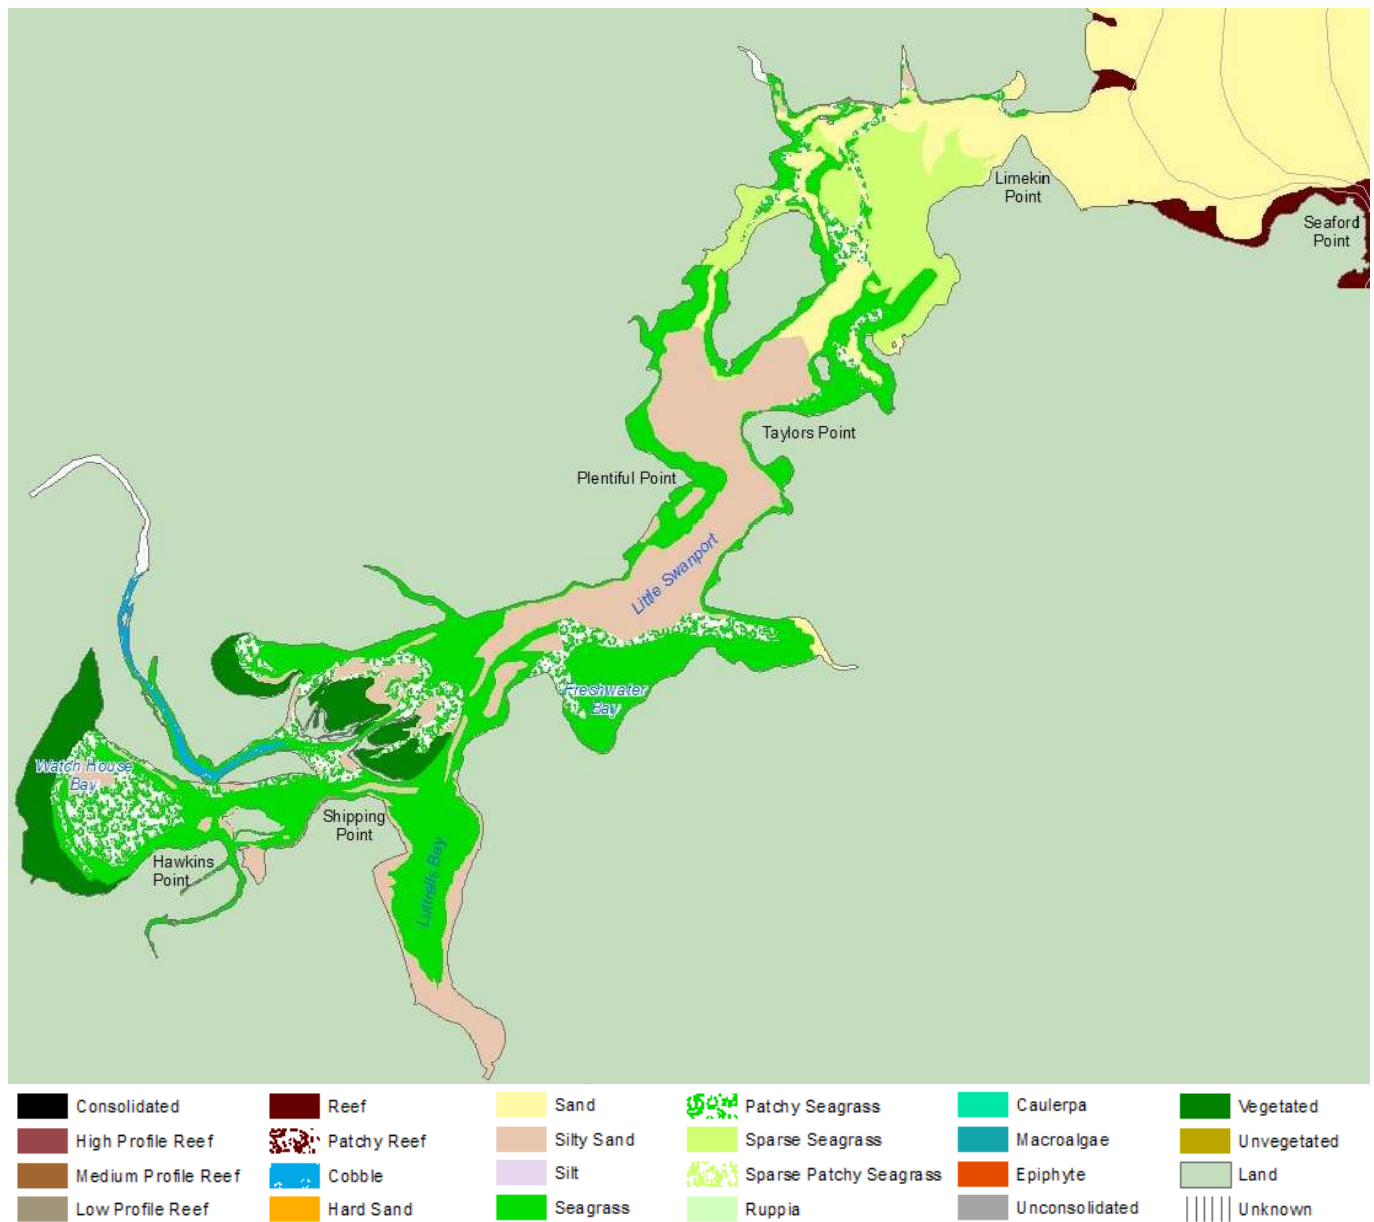 Limekin
Point
Seaford
Point
Taylors Point
Plentiful Point
Little Swanport
Freshwater
Bay
Watch House
Bay
Shipping
Point
Hawkins
Point
Luttrells Bay
Consolidated
Reef
Sand
Patchy Seagrass
Caulerpa
Vegetated
High Profile Reef
Patchy Reef
Silty Sand
Sparse Seagrass
Macroalgae
Unvegetated
Medium Profile Reef
Cobble
Silt
Sparse Patchy Seagrass
Epiphyte
Land
Low Profile Reef
Hard Sand
Seagrass
Ruppia
Unconsolidated
Unknown